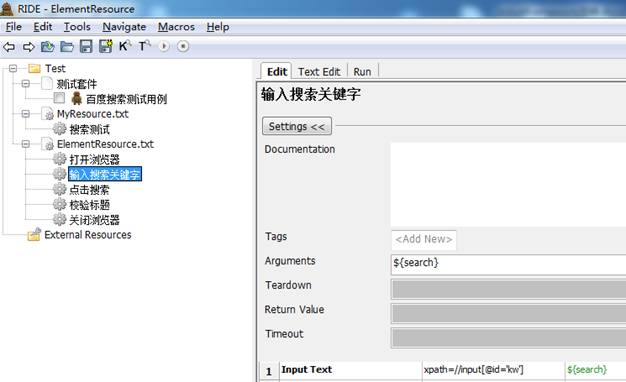 RIDE - ElementResource
File Edit Tools Navigate Macros Help
K T
Test
测试套件
百度搜索测试用例
MyResource.txt
搜索测试
ElementResource.txt
打开浏览器
输入搜索关键字
点击搜索
校验标题
关闭浏览器
External Resources
Edit Text Edit Run
输入搜索关键字
Settings <<
Documentation
Tags <Add New>
Arguments ${search}
Teardown
Return Value
Timeout
1 Input Text xpath=//input[@id='kw'] ${search}